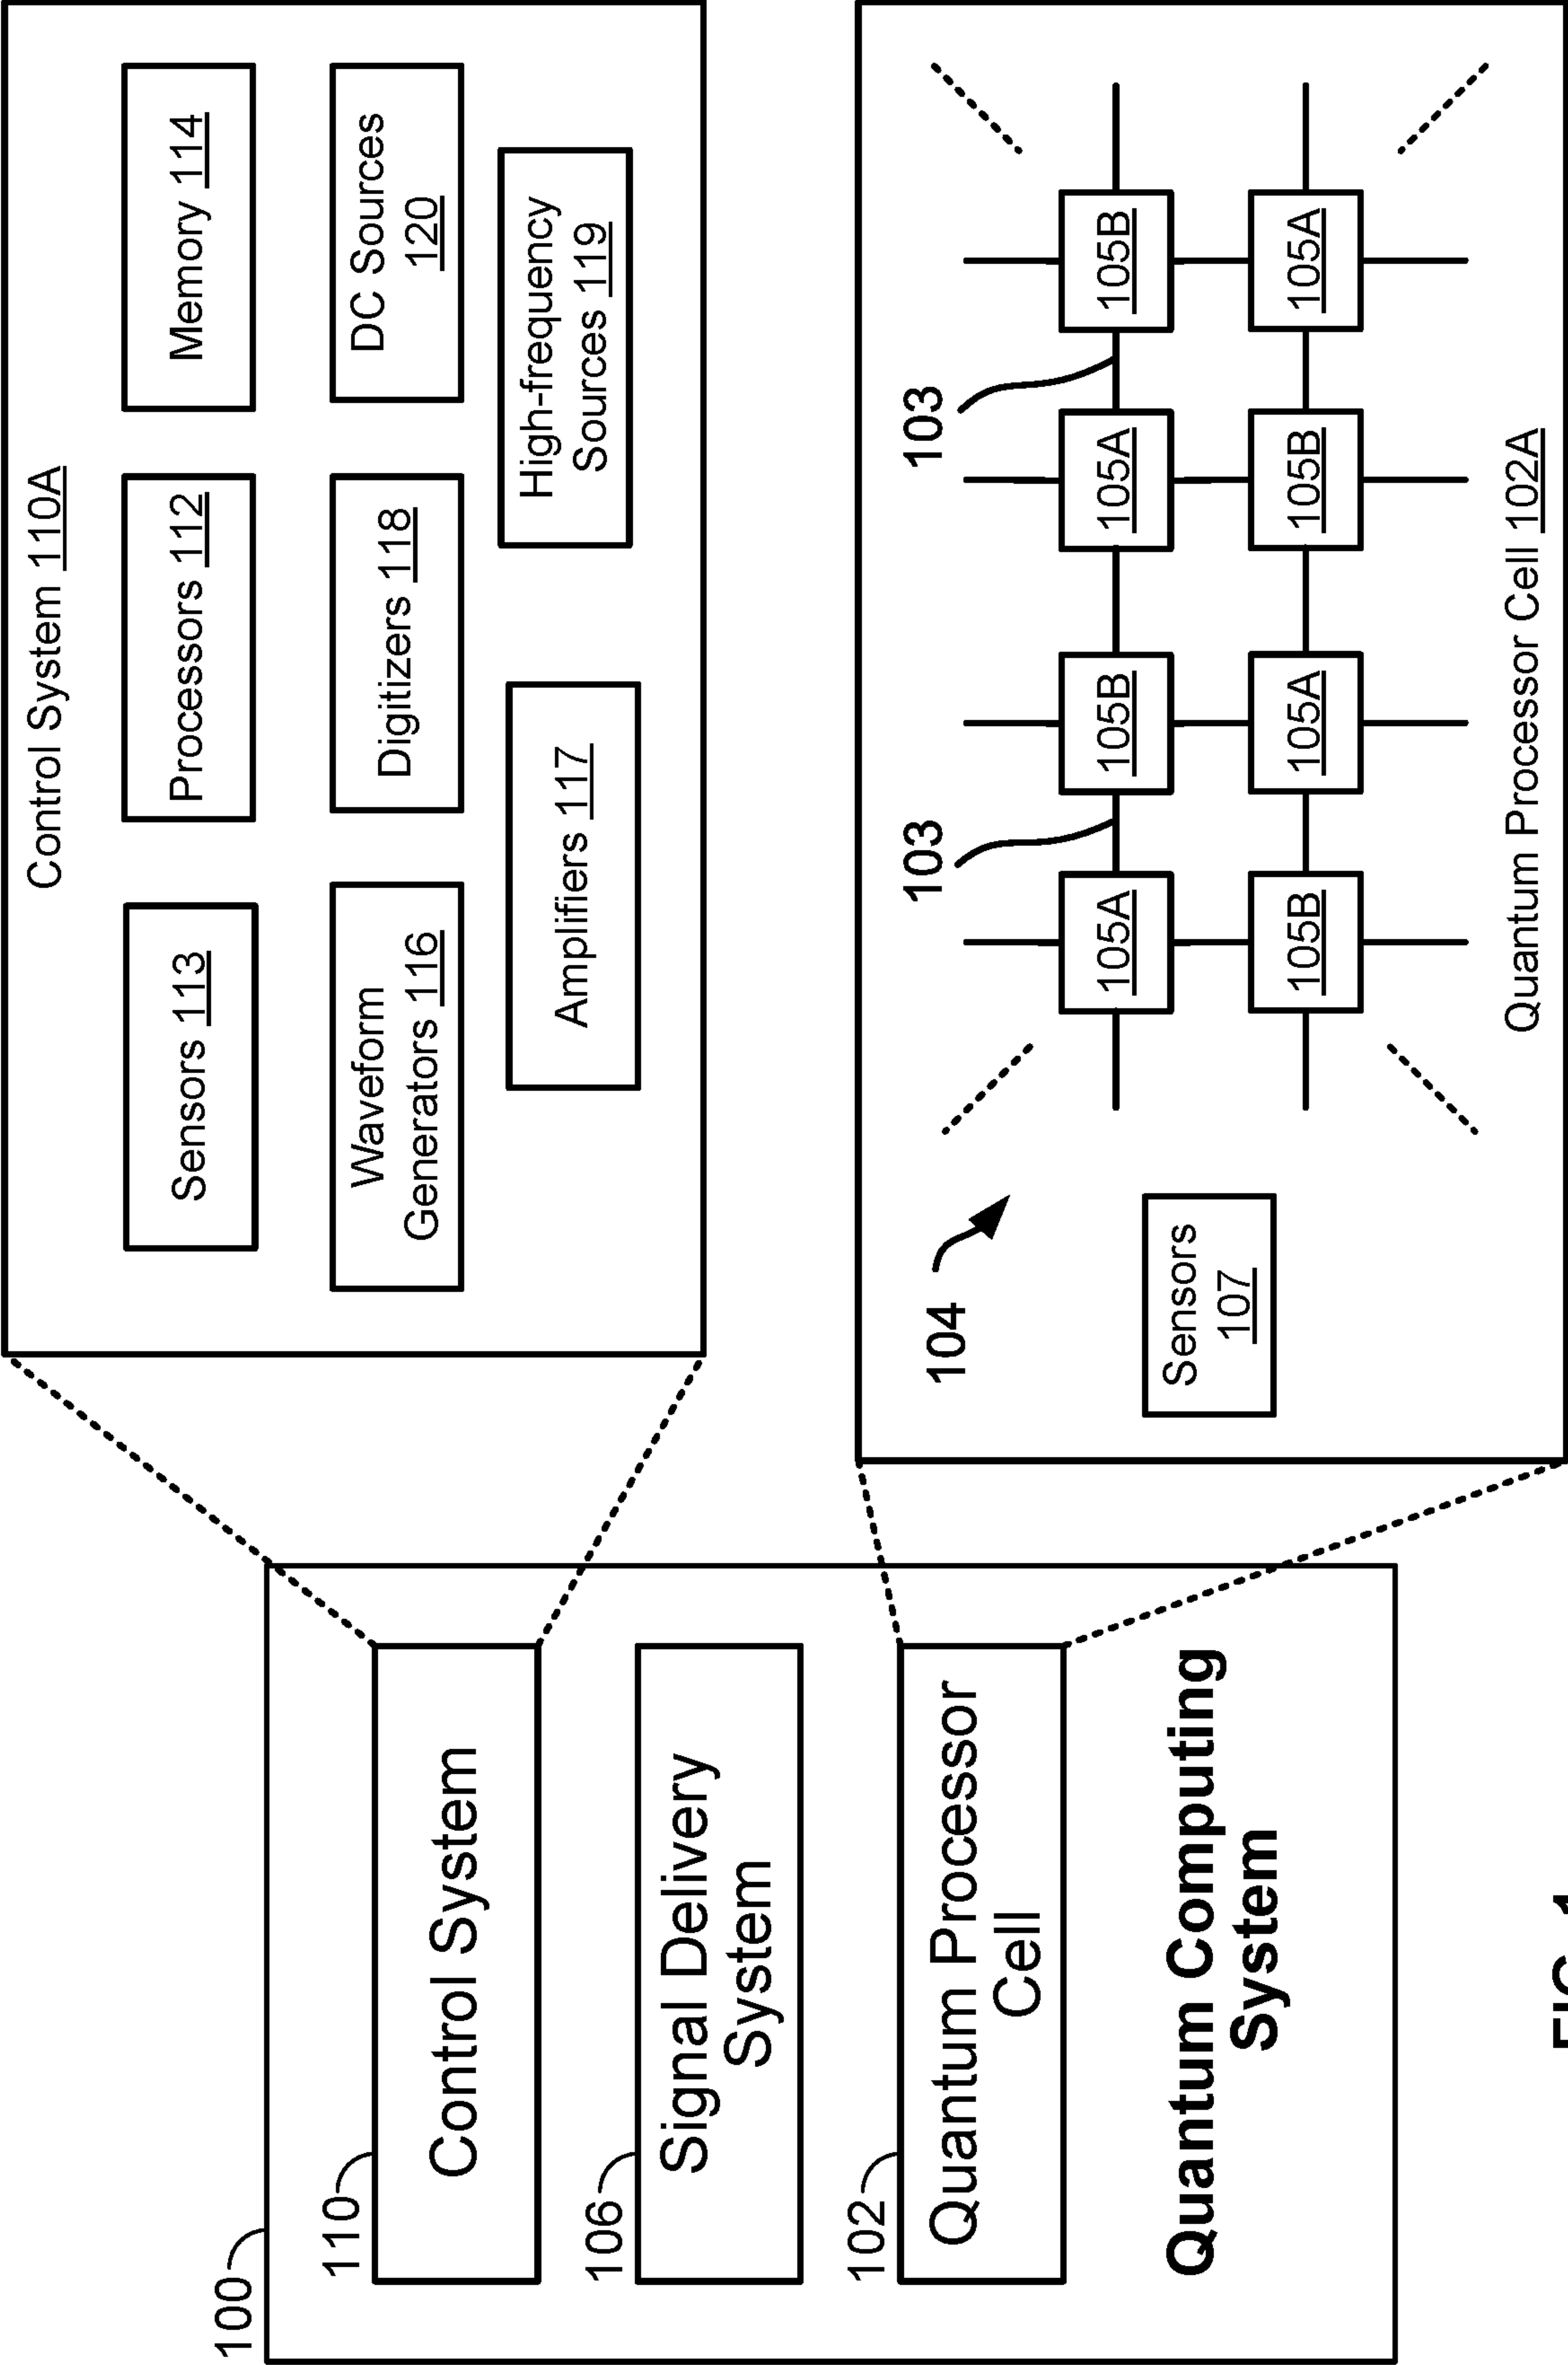 100
110
Control System
106
Signal Delivery
System
102
Quantum Processor
Cell
Quantum Computing
System
Control System 110A
Sensors 113
Processors 112
Memory 114
Waveform
Generators 116
Digitizers 118
DC Sources
120
Amplifiers 117
High-frequency
Sources 119
104
103
103
Sensors
107
105A
105B
105A
105B
105B
105A
105B
105A
Quantum Processor Cell 102A